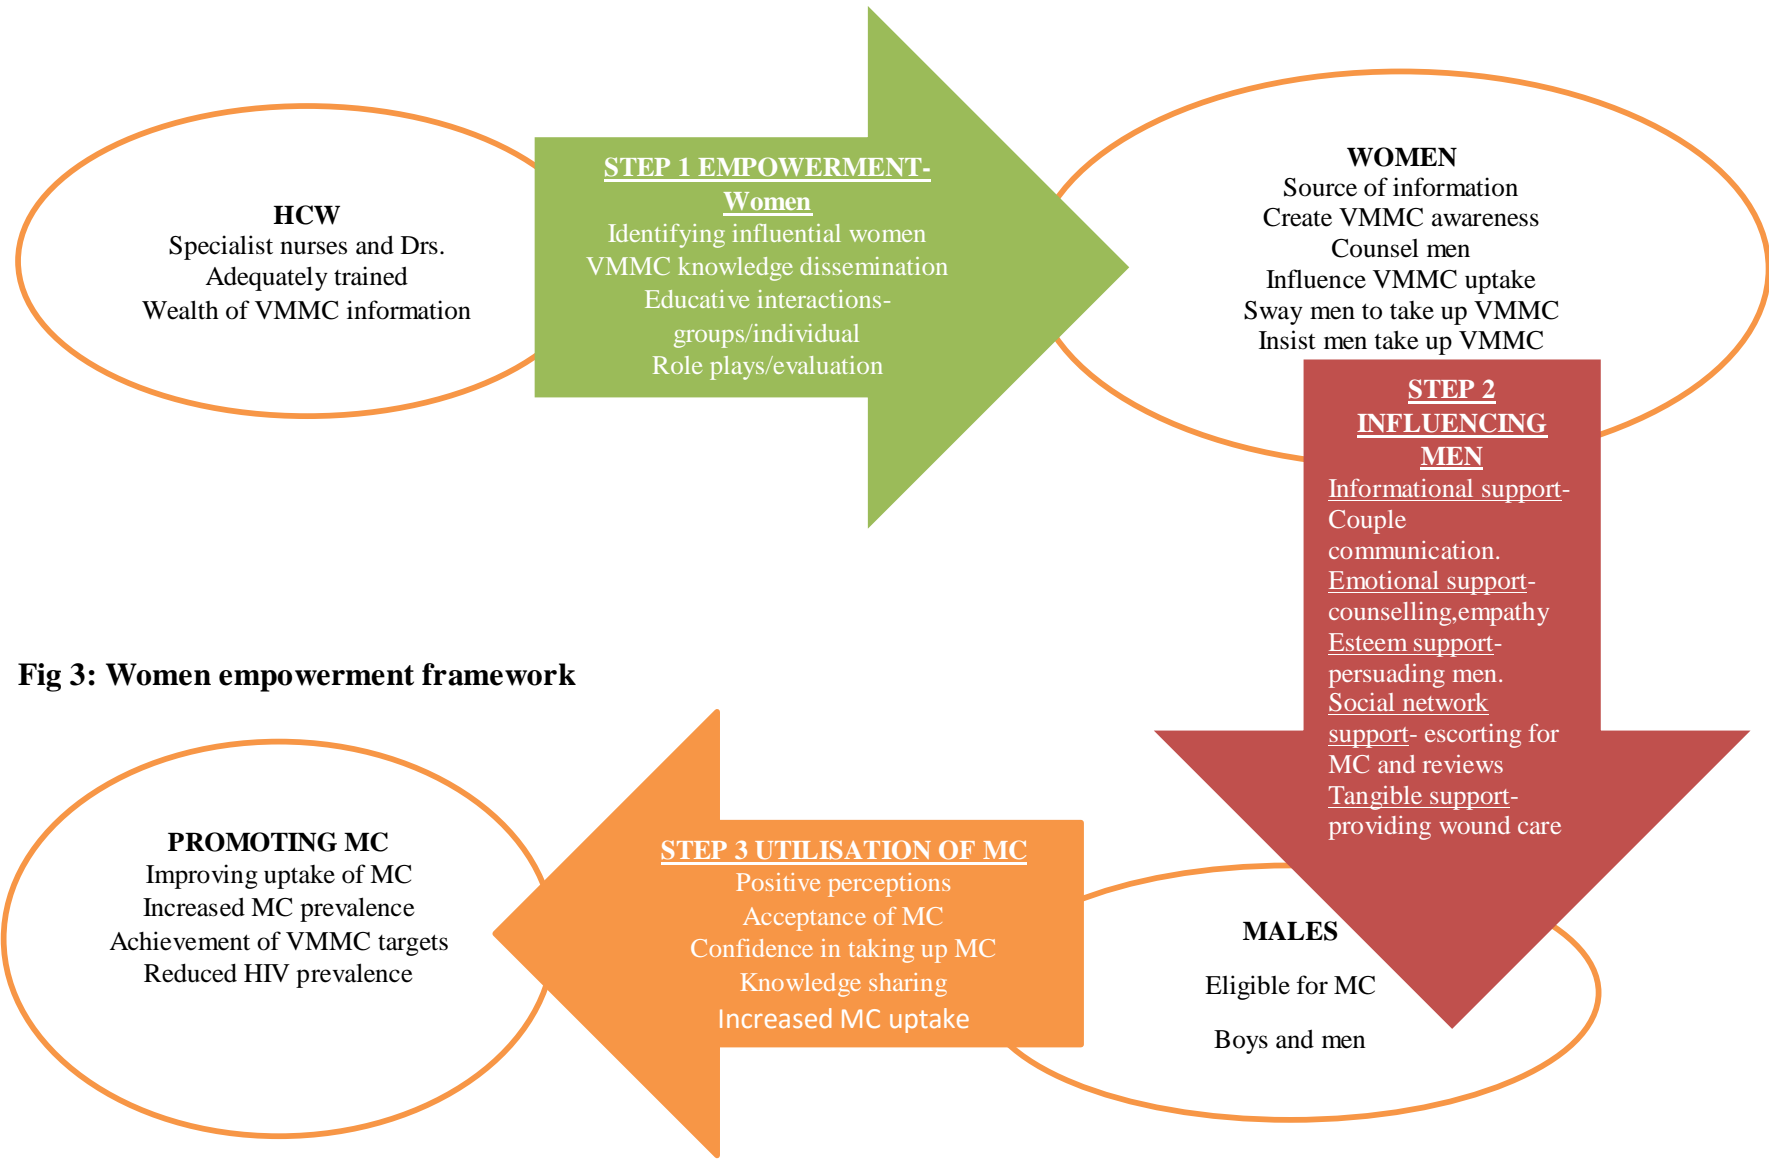 HCW
Specialist nurses and Drs.
Adequately trained
Wealth of VMMC information
STEP 1 EMPOWERMENT-
Women
Identifying influential women
VMMC knowledge dissemination
Educative interactions-
groups/individual
Role plays/evaluation
WOMEN
Source of information
Create VMMC awareness
Counsel men
Influence VMMC uptake
Sway men to take up VMMC
Insist men take up VMMC
STEP 2
INFLUENCING
MEN
Informational support-
Couple
communication.
Emotional support-
counselling,empathy
Esteem support-
persuading men.
Social network
support- escorting for
MC and reviews
Tangible support-
providing wound care
Fig 3: Women empowerment framework
MALES
Eligible for MC
Boys and men
STEP 3 UTILISATION OF MC
Positive perceptions
Acceptance of MC
Confidence in taking up MC
Knowledge sharing
Increased MC uptake
PROMOTING MC
Improving uptake of MC
Increased MC prevalence
Achievement of VMMC targets
Reduced HIV prevalence